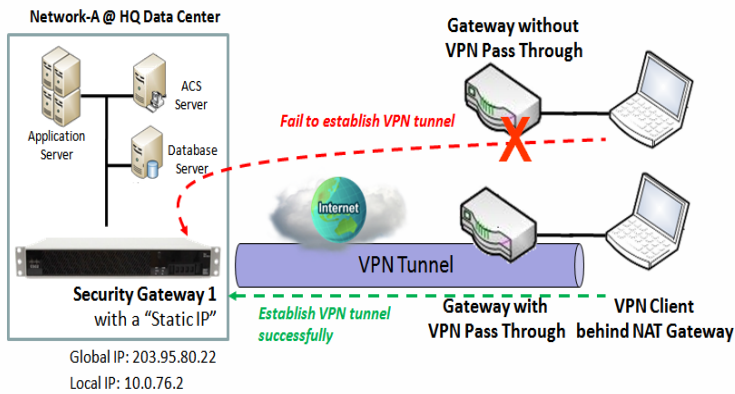 Network-A @ HQ Data Center
Gateway without
VPN Pass Through
ACS
Server
Application
Server
Database
Server
Fail to establish VPN tunnel
Internet
VPN Tunnel
Security Gateway 1
with a “Static IP”
Establish VPN tunnel
successfully
Gateway with
VPN Pass Through
VPN Client
behind NAT Gateway
Global IP: 203.95.80.22
Local IP: 10.0.76.2